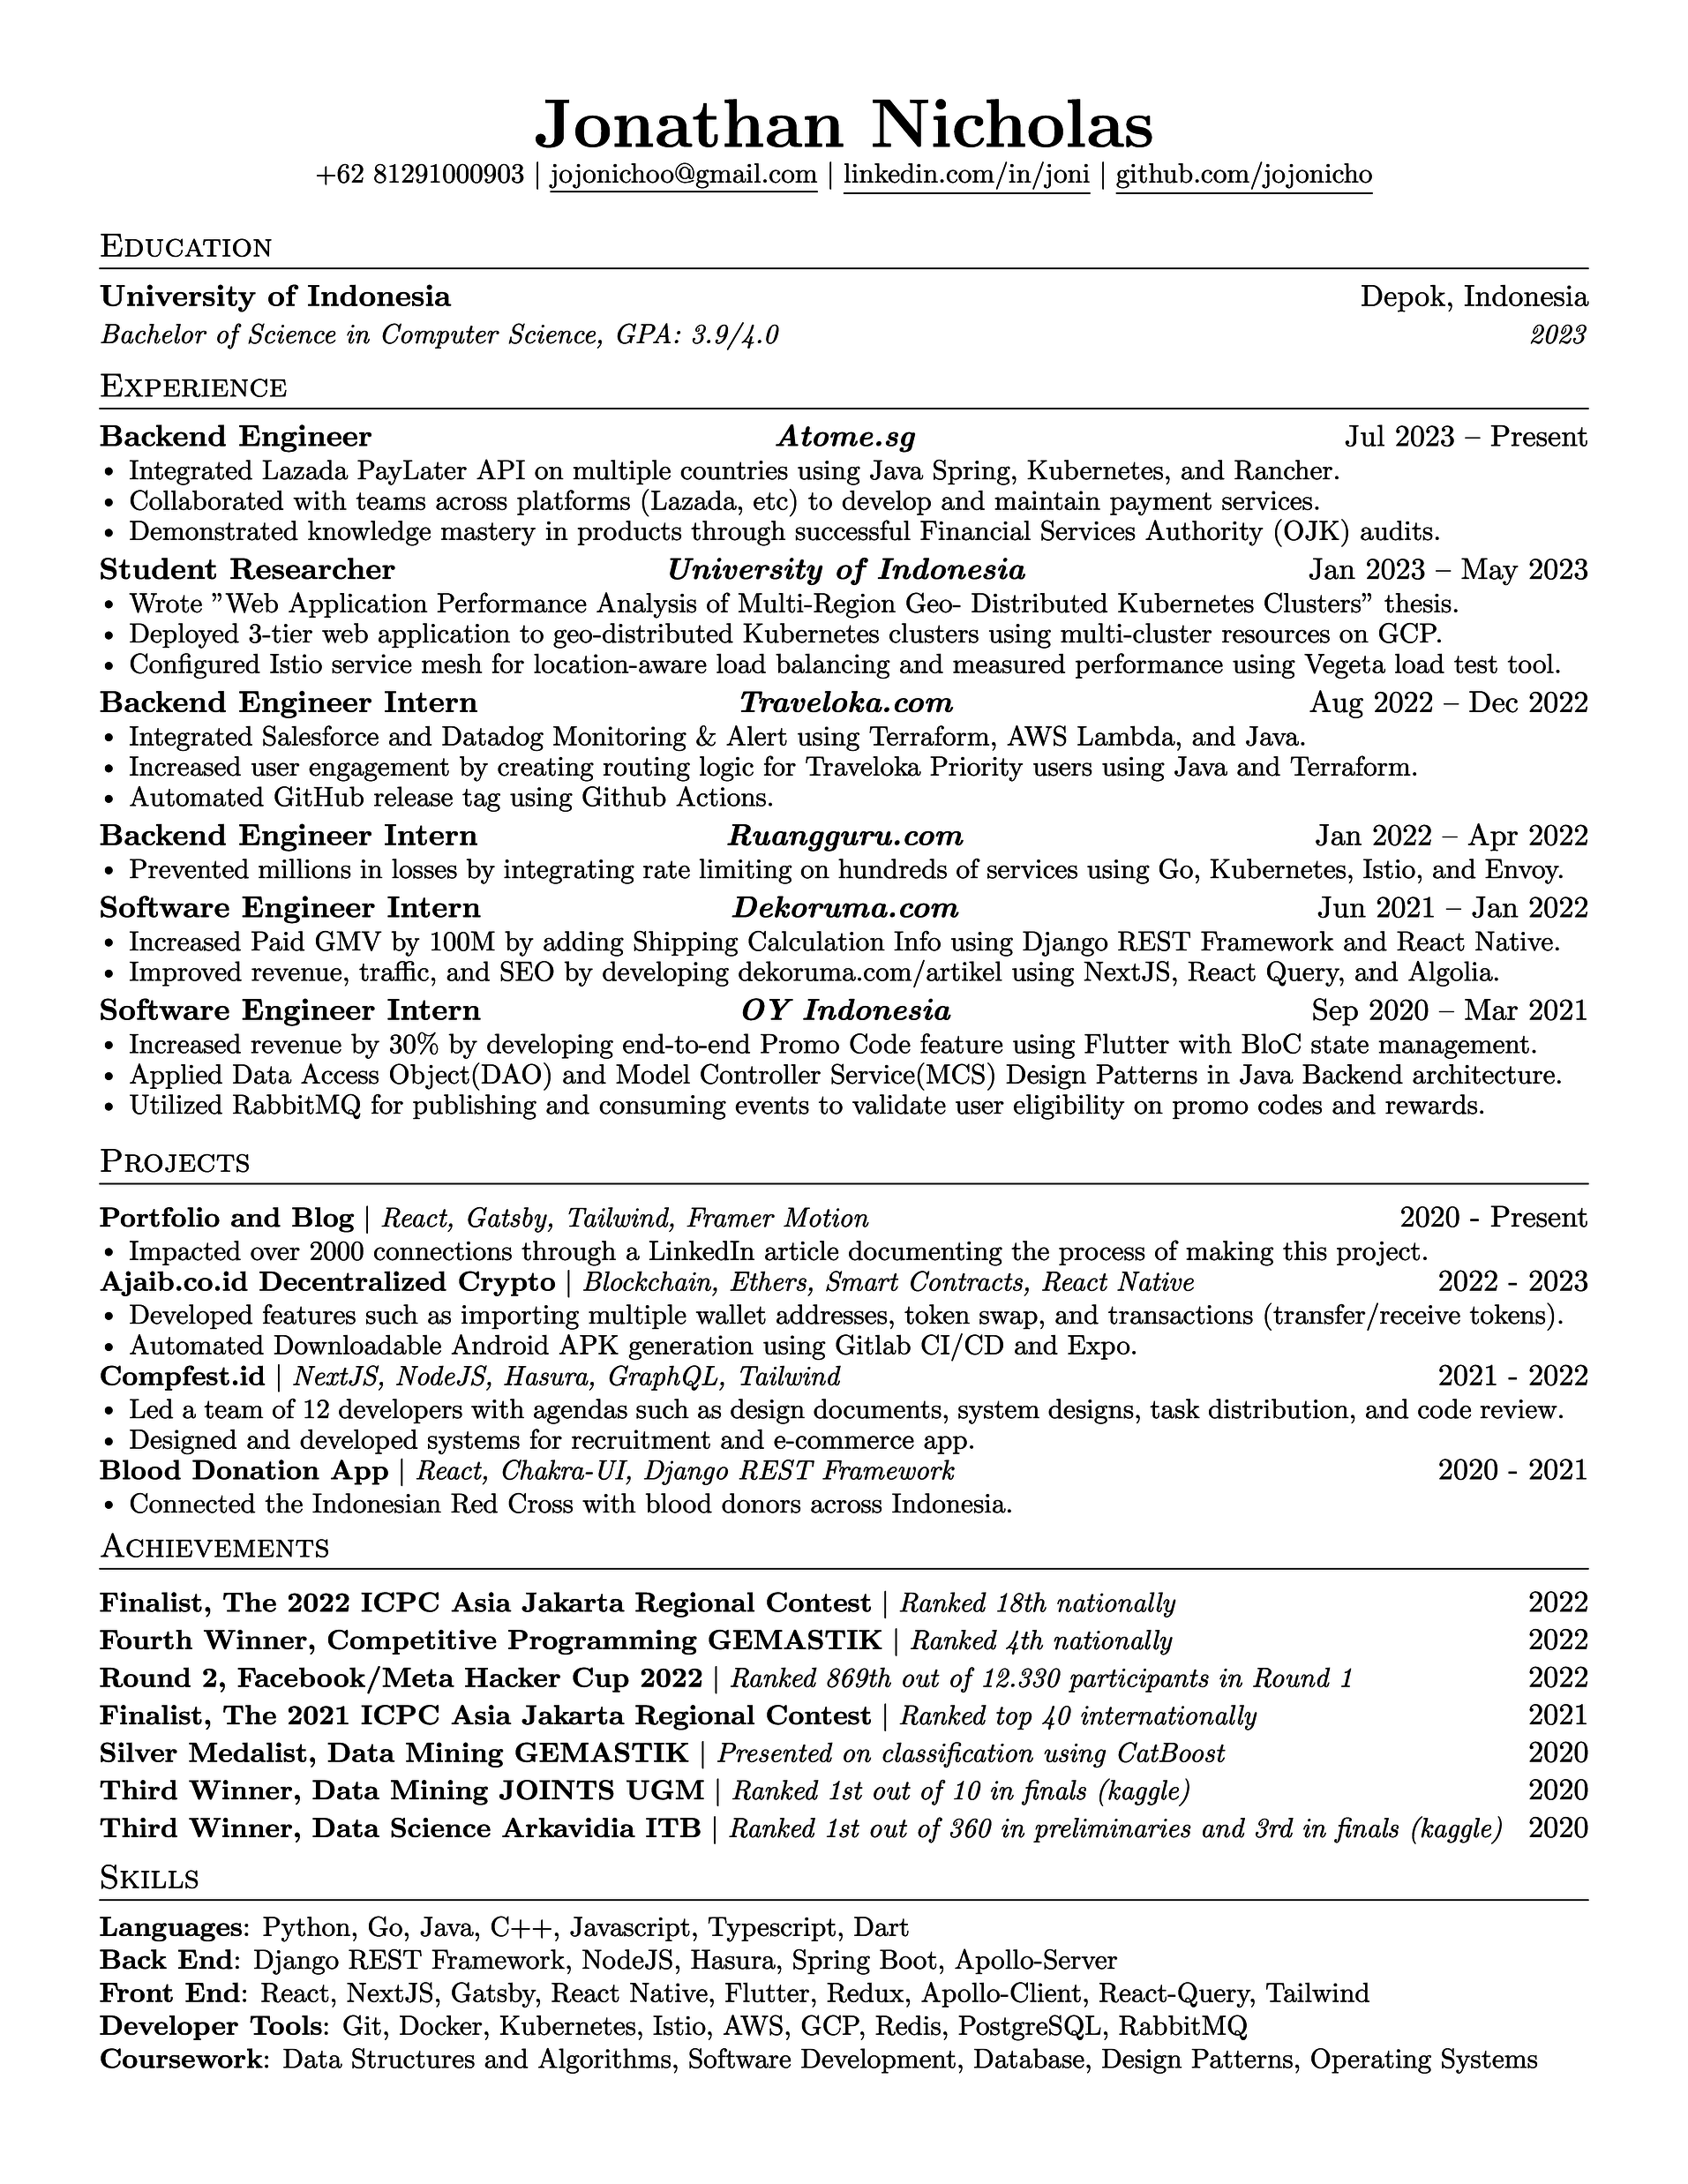 Jonathan Nicholas
+62 81291000903 | jojonichoo@gmail.com | linkedin.com/in/joni | github.com/jojonicho
Education
University of Indonesia Depok, Indonesia
Bachelor of Science in Computer Science, GPA: 3.9/4.0 2023
Experience
Backend Engineer Atome.sg Jul 2023 – Present
• Integrated Lazada PayLater API on multiple countries using Java Spring, Kubernetes, and Rancher.
• Collaborated with teams across platforms (Lazada, etc) to develop and maintain payment services.
• Demonstrated knowledge mastery in products through successful Financial Services Authority (OJK) audits.
Student Researcher University of Indonesia Jan 2023 – May 2023
• Wrote ”Web Application Performance Analysis of Multi-Region Geo- Distributed Kubernetes Clusters” thesis.
• Deployed 3-tier web application to geo-distributed Kubernetes clusters using multi-cluster resources on GCP.
• Configured Istio service mesh for location-aware load balancing and measured performance using Vegeta load test tool.
Backend Engineer Intern Traveloka.com Aug 2022 – Dec 2022
• Integrated Salesforce and Datadog Monitoring & Alert using Terraform, AWS Lambda, and Java.
• Increased user engagement by creating routing logic for Traveloka Priority users using Java and Terraform.
• Automated GitHub release tag using Github Actions.
Backend Engineer Intern Ruangguru.com Jan 2022 – Apr 2022
• Prevented millions in losses by integrating rate limiting on hundreds of services using Go, Kubernetes, Istio, and Envoy.
Software Engineer Intern Dekoruma.com Jun 2021 – Jan 2022
• Increased Paid GMV by 100M by adding Shipping Calculation Info using Django REST Framework and React Native.
• Improved revenue, traffic, and SEO by developing dekoruma.com/artikel using NextJS, React Query, and Algolia.
Software Engineer Intern OY Indonesia Sep 2020 – Mar 2021
• Increased revenue by 30% by developing end-to-end Promo Code feature using Flutter with BloC state management.
• Applied Data Access Object(DAO) and Model Controller Service(MCS) Design Patterns in Java Backend architecture.
• Utilized RabbitMQ for publishing and consuming events to validate user eligibility on promo codes and rewards.
Projects
Portfolio and Blog | React, Gatsby, Tailwind, Framer Motion 2020 - Present
• Impacted over 2000 connections through a LinkedIn article documenting the process of making this project.
Ajaib.co.id Decentralized Crypto | Blockchain, Ethers, Smart Contracts, React Native 2022 - 2023
• Developed features such as importing multiple wallet addresses, token swap, and transactions (transfer/receive tokens).
• Automated Downloadable Android APK generation using Gitlab CI/CD and Expo.
Compfest.id | NextJS, NodeJS, Hasura, GraphQL, Tailwind 2021 - 2022
• Led a team of 12 developers with agendas such as design documents, system designs, task distribution, and code review.
• Designed and developed systems for recruitment and e-commerce app.
Blood Donation App | React, Chakra-UI, Django REST Framework 2020 - 2021
• Connected the Indonesian Red Cross with blood donors across Indonesia.
Achievements
Finalist, The 2022 ICPC Asia Jakarta Regional Contest | Ranked 18th nationally 2022
Fourth Winner, Competitive Programming GEMASTIK | Ranked 4th nationally 2022
Round 2, Facebook/Meta Hacker Cup 2022 | Ranked 869th out of 12.330 participants in Round 1 2022
Finalist, The 2021 ICPC Asia Jakarta Regional Contest | Ranked top 40 internationally 2021
Silver Medalist, Data Mining GEMASTIK | Presented on classification using CatBoost 2020
Third Winner, Data Mining JOINTS UGM | Ranked 1st out of 10 in finals (kaggle) 2020
Third Winner, Data Science Arkavidia ITB | Ranked 1st out of 360 in preliminaries and 3rd in finals (kaggle) 2020
Skills
Languages: Python, Go, Java, C++, Javascript, Typescript, Dart
Back End: Django REST Framework, NodeJS, Hasura, Spring Boot, Apollo-Server
Front End: React, NextJS, Gatsby, React Native, Flutter, Redux, Apollo-Client, React-Query, Tailwind
Developer Tools: Git, Docker, Kubernetes, Istio, AWS, GCP, Redis, PostgreSQL, RabbitMQ
Coursework: Data Structures and Algorithms, Software Development, Database, Design Patterns, Operating Systems